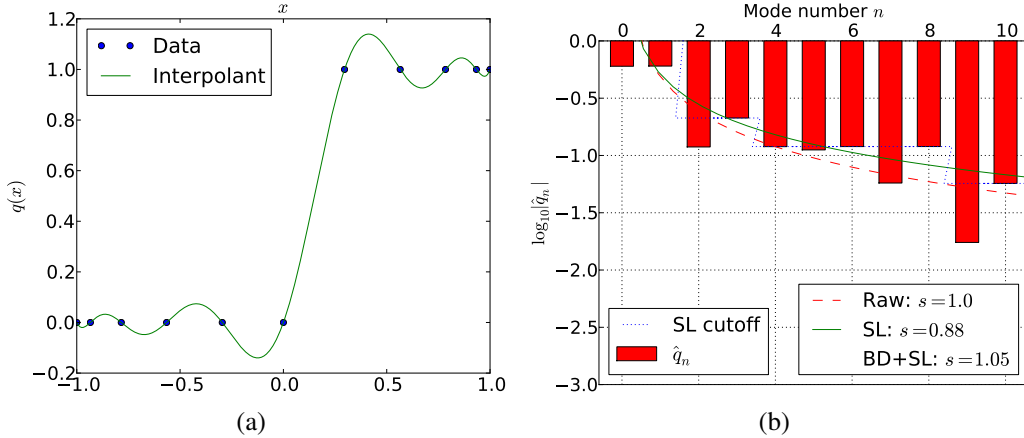 x
1.2
1.0
0.8
0.6
0.4
0.2
0.0
−0.2
q(x)
Data
Interpolant
−1.0 −0.5 0.0 0.5 1.0
(a)
Mode number n
0 2 4 6 8 10
0.0
−0.5
−1.0
−1.5
−2.0
−2.5
−3.0
log₁₀|q̂ₙ|
SL cutoff
q̂ₙ
Raw: s=1.0
SL: s=0.88
BD+SL: s=1.05
(b)